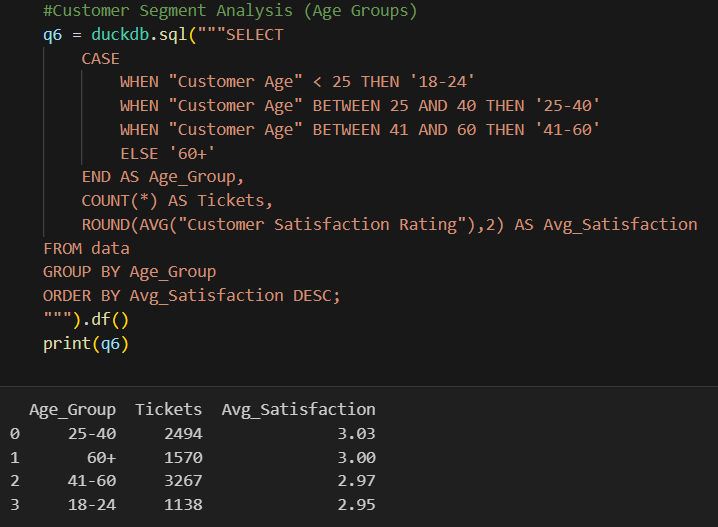 #Customer Segment Analysis (Age Groups)
q6 = duckdb.sql("""SELECT
    CASE
        WHEN "Customer Age" < 25 THEN '18-24'
        WHEN "Customer Age" BETWEEN 25 AND 40 THEN '25-40'
        WHEN "Customer Age" BETWEEN 41 AND 60 THEN '41-60'
        ELSE '60+'
    END AS Age_Group,
    COUNT(*) AS Tickets,
    ROUND(AVG("Customer Satisfaction Rating"),2) AS Avg_Satisfaction
FROM data
GROUP BY Age_Group
ORDER BY Avg_Satisfaction DESC;
""").df()
print(q6)
  Age_Group  Tickets  Avg_Satisfaction
0     25-40     2494              3.03
1       60+     1570              3.00
2     41-60     3267              2.97
3     18-24     1138              2.95